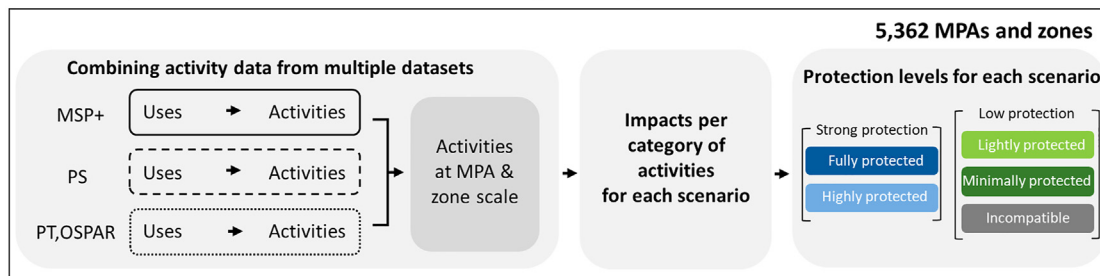 5,362 MPAs and zones
Combining activity data from multiple datasets
MSP+
Uses
Activities
PS
Uses
Activities
PT,OSPAR
Uses
Activities
Activities
at MPA &
zone scale
Impacts per
category of
activities
for each scenario
Protection levels for each scenario
Strong protection
Fully protected
Highly protected
Low protection
Lightly protected
Minimally protected
Incompatible